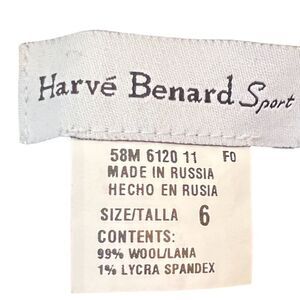 Harvé Benard Sport
58M 6120 11 F0
MADE IN RUSSIA
HECHO EN RUSIA
SIZE/TALLA 6
CONTENTS:
99% WOOL/LANA
1% LYCRA SPANDEX